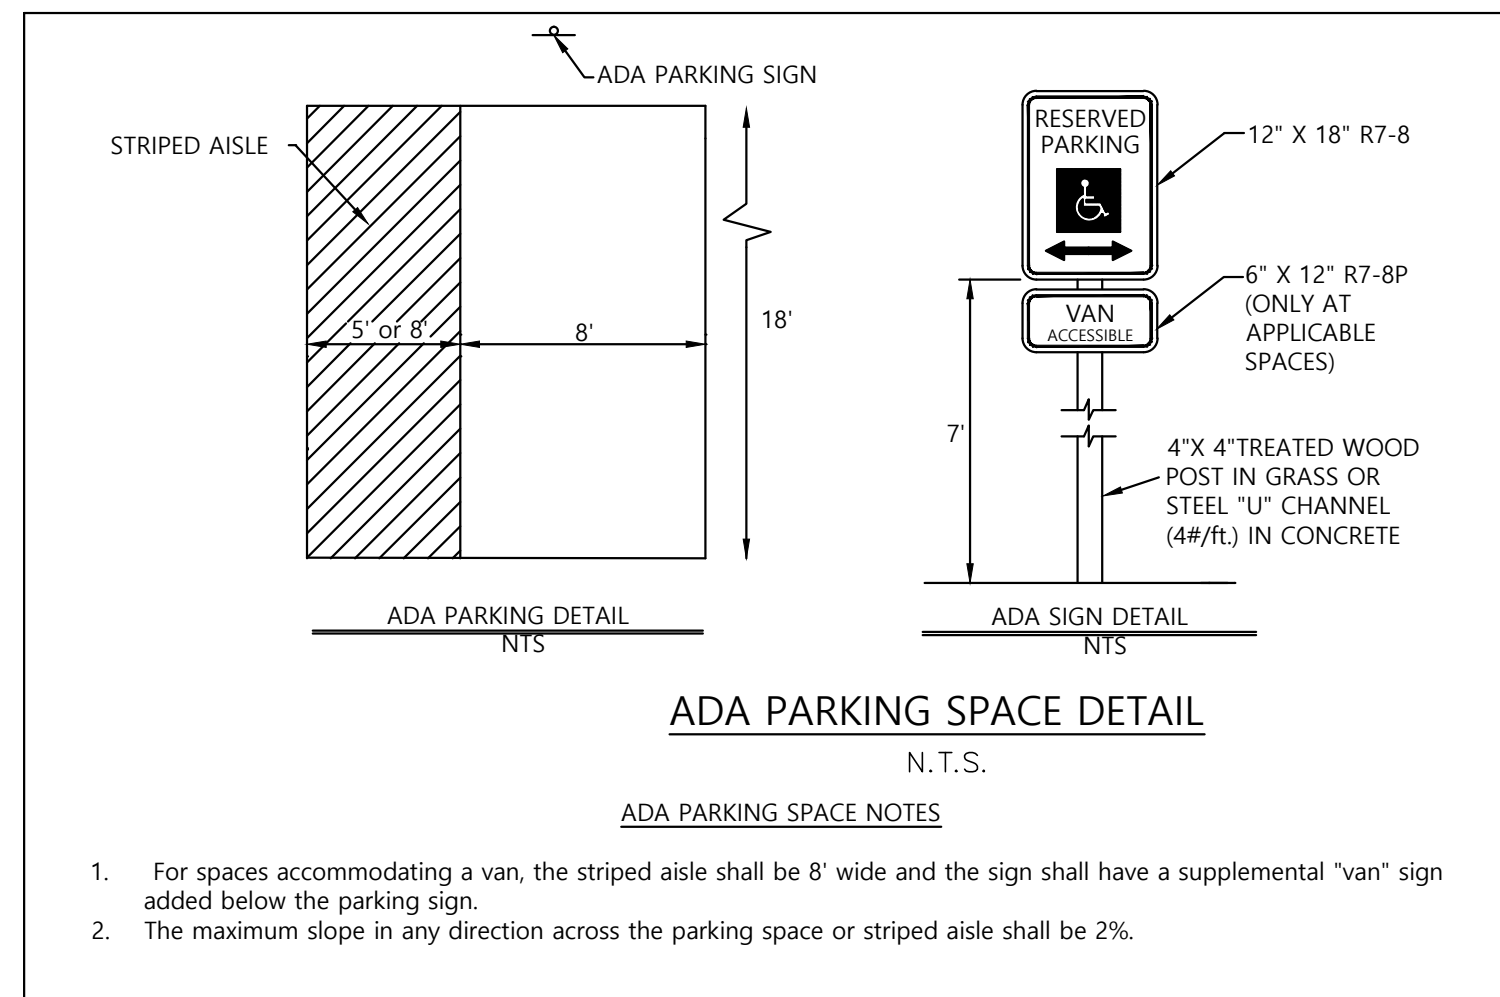 ADA PARKING SIGN
STRIPED AISLE
5' or 8'
8'
18'
ADA PARKING DETAIL
NTS
RESERVED
PARKING
12" X 18" R7-8
VAN
ACCESSIBLE
6" X 12" R7-8P
(ONLY AT
APPLICABLE
SPACES)
7'
4"X 4"TREATED WOOD
POST IN GRASS OR
STEEL "U" CHANNEL
(4#/ft.) IN CONCRETE
ADA SIGN DETAIL
NTS
ADA PARKING SPACE DETAIL
N.T.S.
ADA PARKING SPACE NOTES
1. For spaces accommodating a van, the striped aisle shall be 8' wide and the sign shall have a supplemental "van" sign
added below the parking sign.
2. The maximum slope in any direction across the parking space or striped aisle shall be 2%.